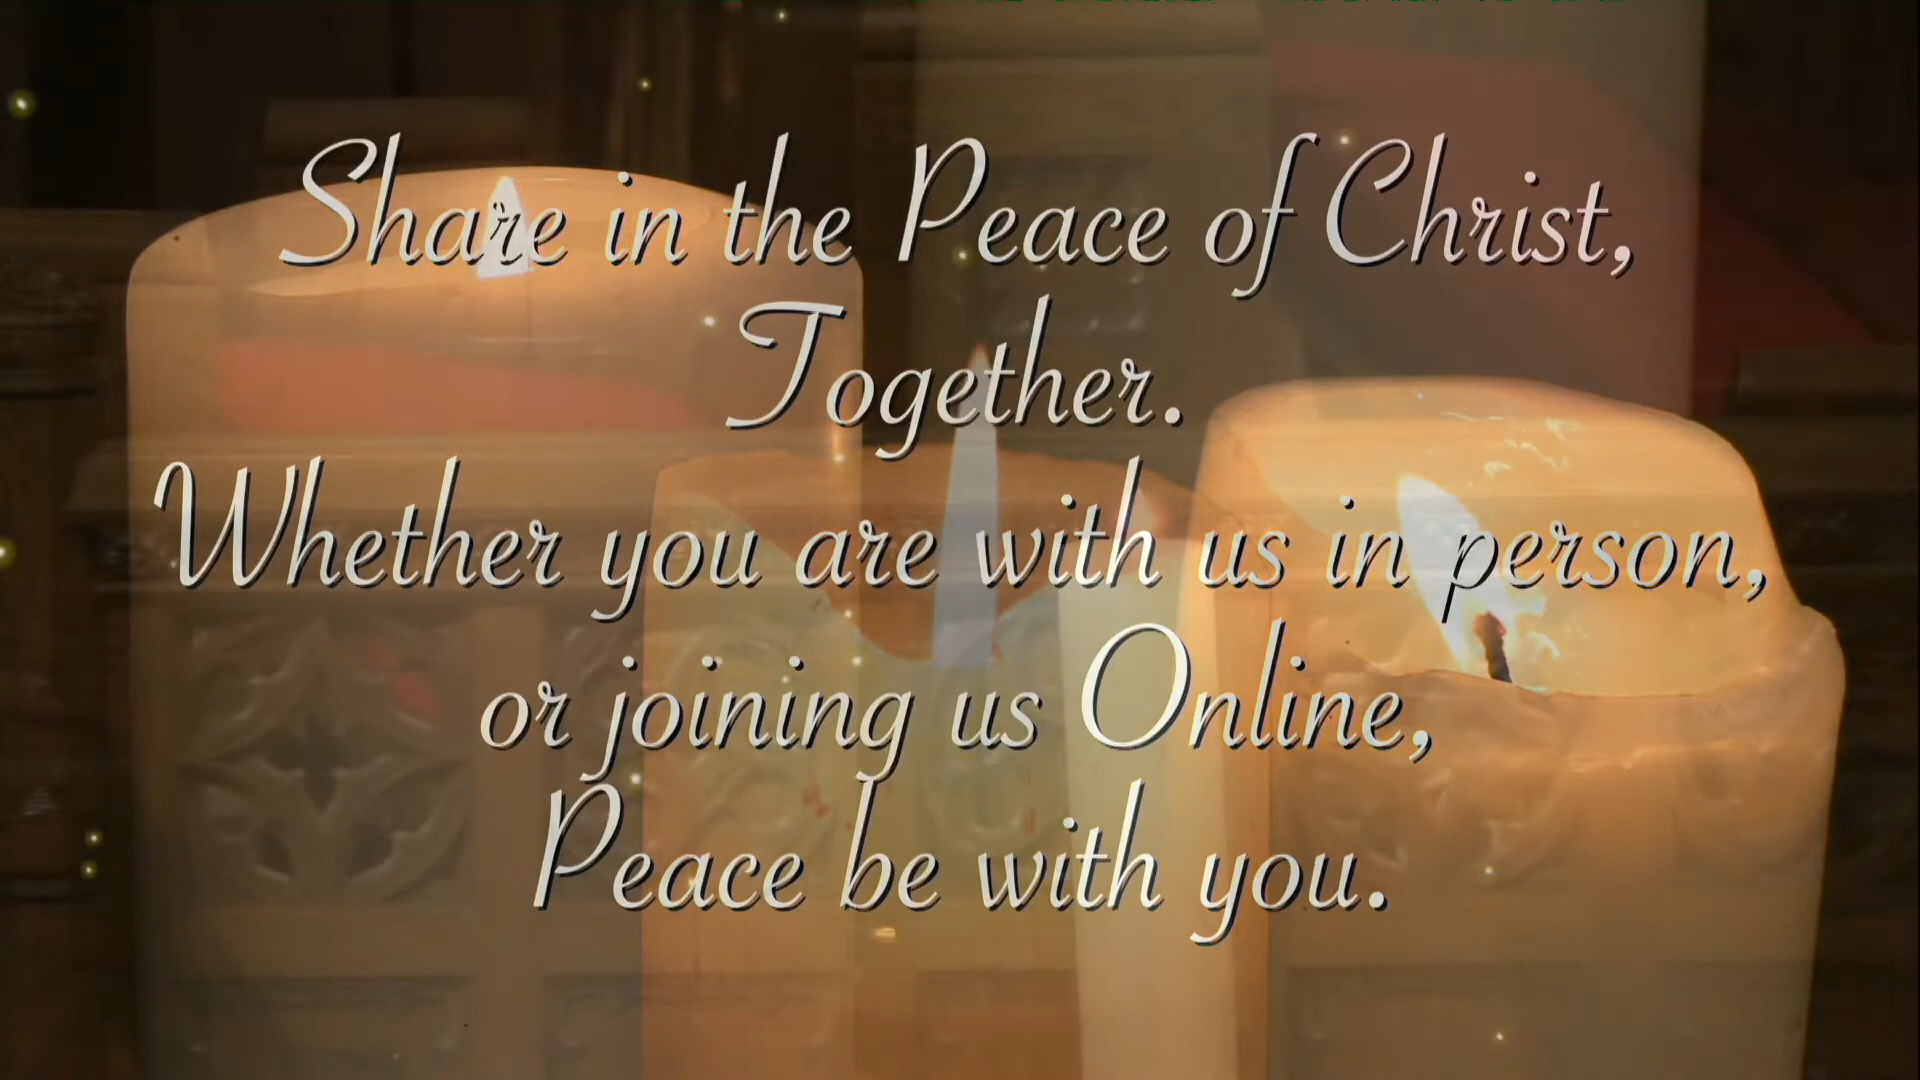 Share in the Peace of Christ,
Together.
Whether you are with us in person,
or joining us Online,
Peace be with you.